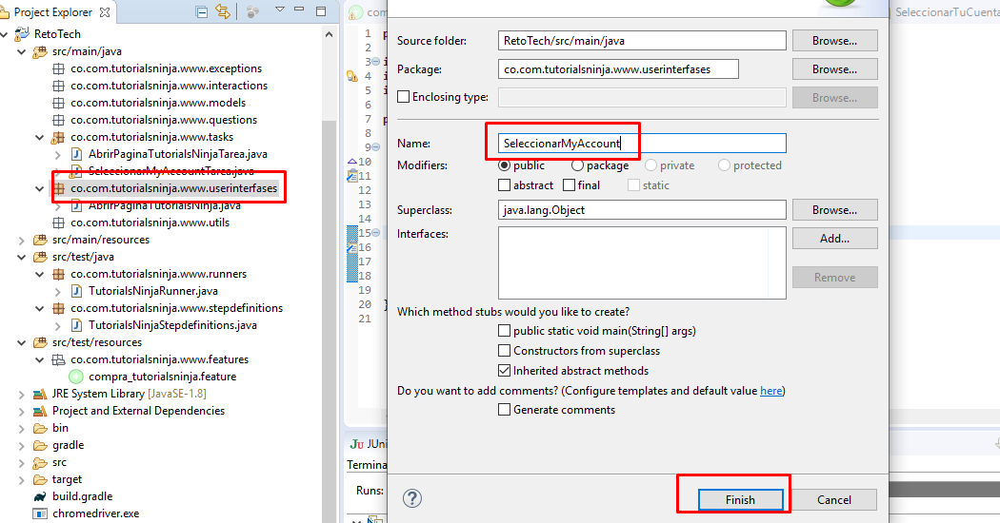 Project Explorer
RetoTech
src/main/java
co.com.tutorialsninja.www.exceptions
co.com.tutorialsninja.www.interactions
co.com.tutorialsninja.www.models
co.com.tutorialsninja.www.questions
co.com.tutorialsninja.www.tasks
AbrirPaginaTutorialsNinjaTarea.java
SeleccionarMyAccountTarea.java
co.com.tutorialsninja.www.userinterfases
AbrirPaginaTutorialsNinja.java
co.com.tutorialsninja.www.utils
src/main/resources
src/test/java
co.com.tutorialsninja.www.runners
TutorialsNinjaRunner.java
co.com.tutorialsninja.www.stepdefinitions
TutorialsNinjaStepdefinitions.java
src/test/resources
co.com.tutorialsninja.www.features
compra_tutorialsninja.feature
JRE System Library [JavaSE-1.8]
Project and External Dependencies
bin
gradle
src
target
build.gradle
chromedriver.exe
com
SeleccionarTuCuenta
1 p
2
3 i
4 i
5 i
6
7 p
8
9
10
11
12
13
14
15
16
17
18
19
20 }
21
JUni
Termina
Runs:
Source folder: RetoTech/src/main/java Browse...
Package: co.com.tutorialsninja.www.userinterfases Browse...
Enclosing type: Browse...
Name: SeleccionarMyAccount
Modifiers: public package private protected
abstract final static
Superclass: java.lang.Object Browse...
Interfaces: Add...
Remove
Which method stubs would you like to create?
public static void main(String[] args)
Constructors from superclass
Inherited abstract methods
Do you want to add comments? (Configure templates and default value here)
Generate comments
? Finish Cancel